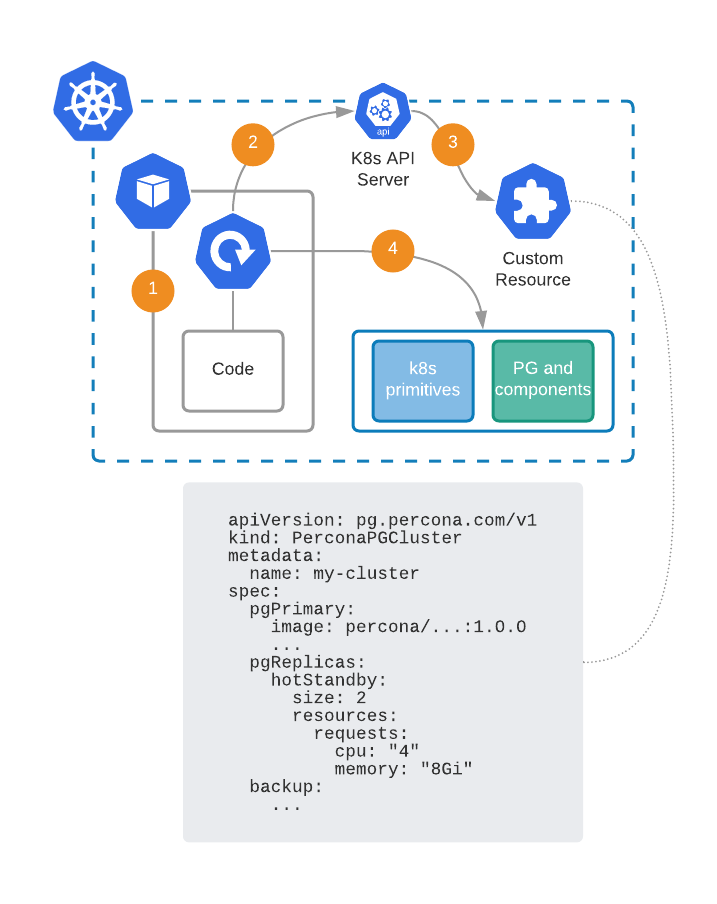 2
api
3
K8s API
Server
Custom
Resource
4
1
Code
k8s
primitives
PG and
components
apiVersion: pg.percona.com/v1
kind: PerconaPGCluster
metadata:
  name: my-cluster
spec:
  pgPrimary:
    image: percona/...:1.0.0
    ...
  pgReplicas:
    hotStandby:
      size: 2
      resources:
        requests:
          cpu: "4"
          memory: "8Gi"
  backup:
    ...